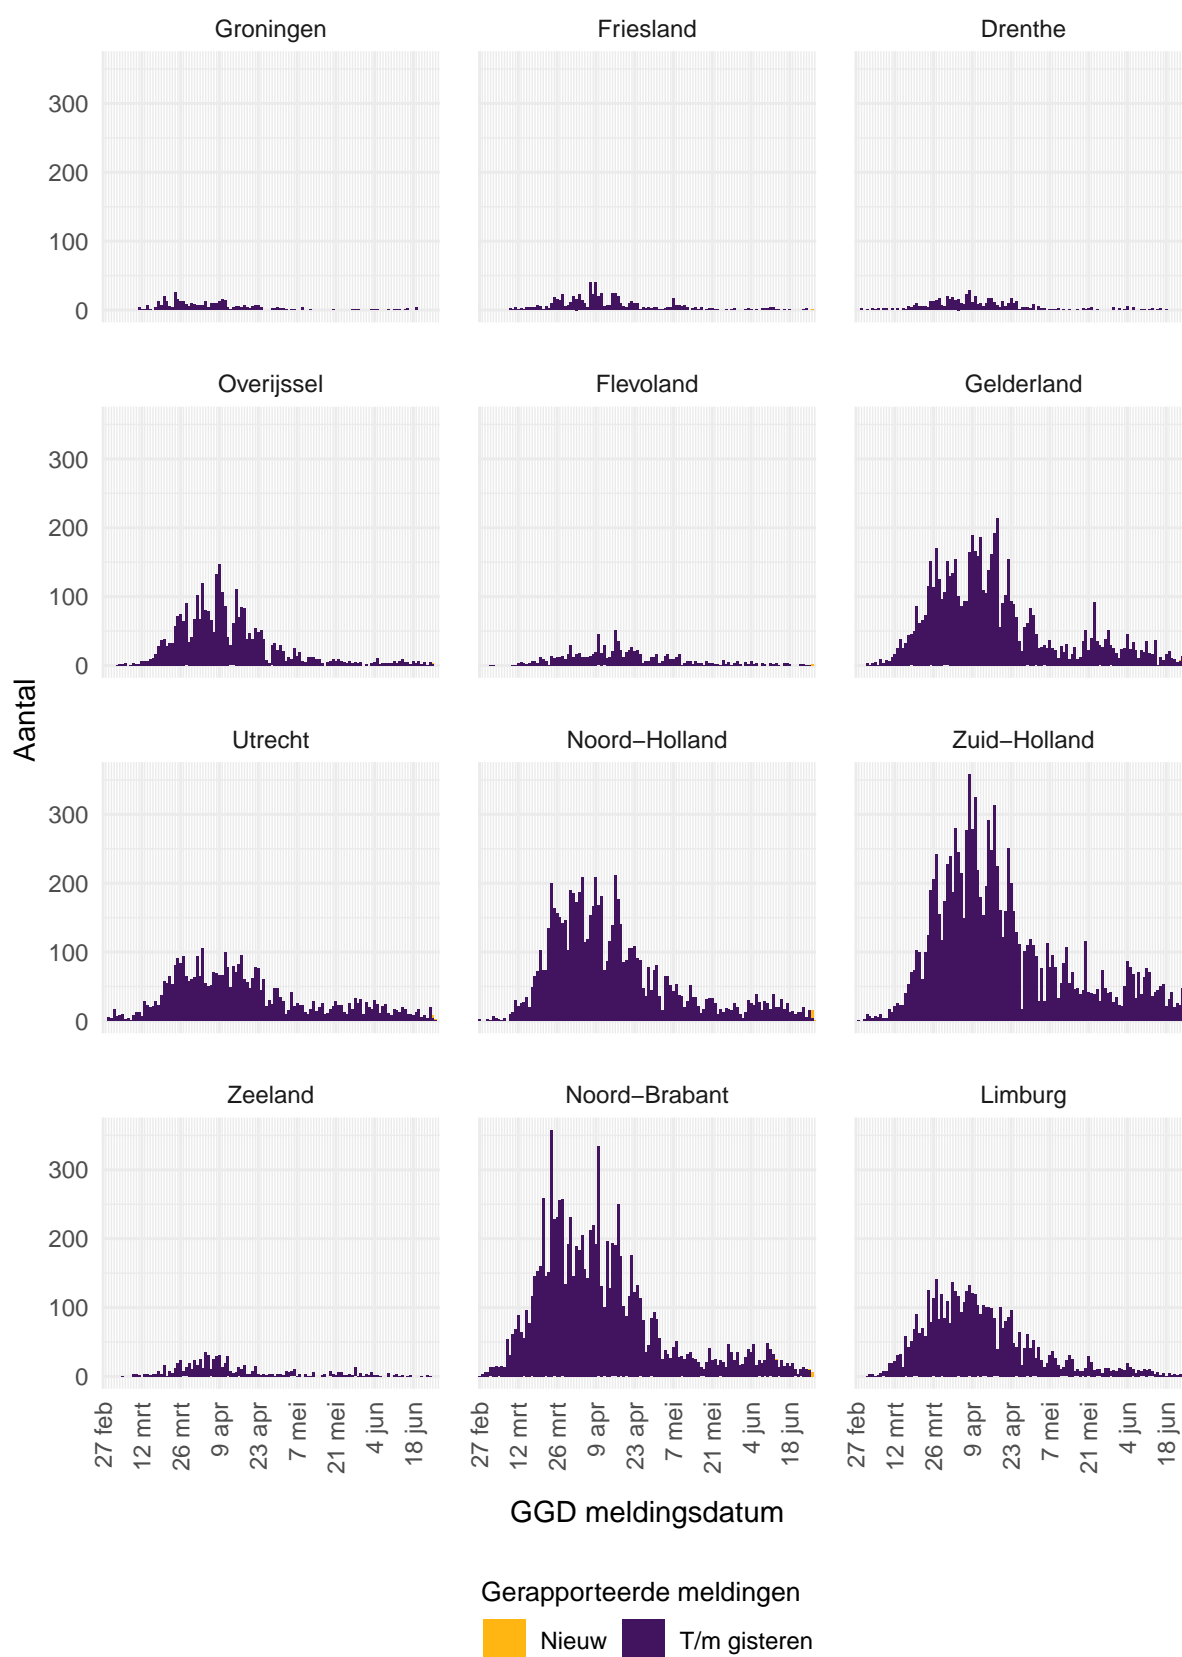 Groningen Friesland Drenthe
300
200
100
0
Overijssel Flevoland Gelderland
300
200
100
0
Aantal
Utrecht Noord−Holland Zuid−Holland
300
200
100
0
Zeeland Noord−Brabant Limburg
300
200
100
0
27 feb 12 mrt 26 mrt 9 apr 23 apr 7 mei 21 mei 4 jun 18 jun 27 feb 12 mrt 26 mrt 9 apr 23 apr 7 mei 21 mei 4 jun 18 jun 27 feb 12 mrt 26 mrt 9 apr 23 apr 7 mei 21 mei 4 jun 18 jun
GGD meldingsdatum
Gerapporteerde meldingen
Nieuw T/m gisteren